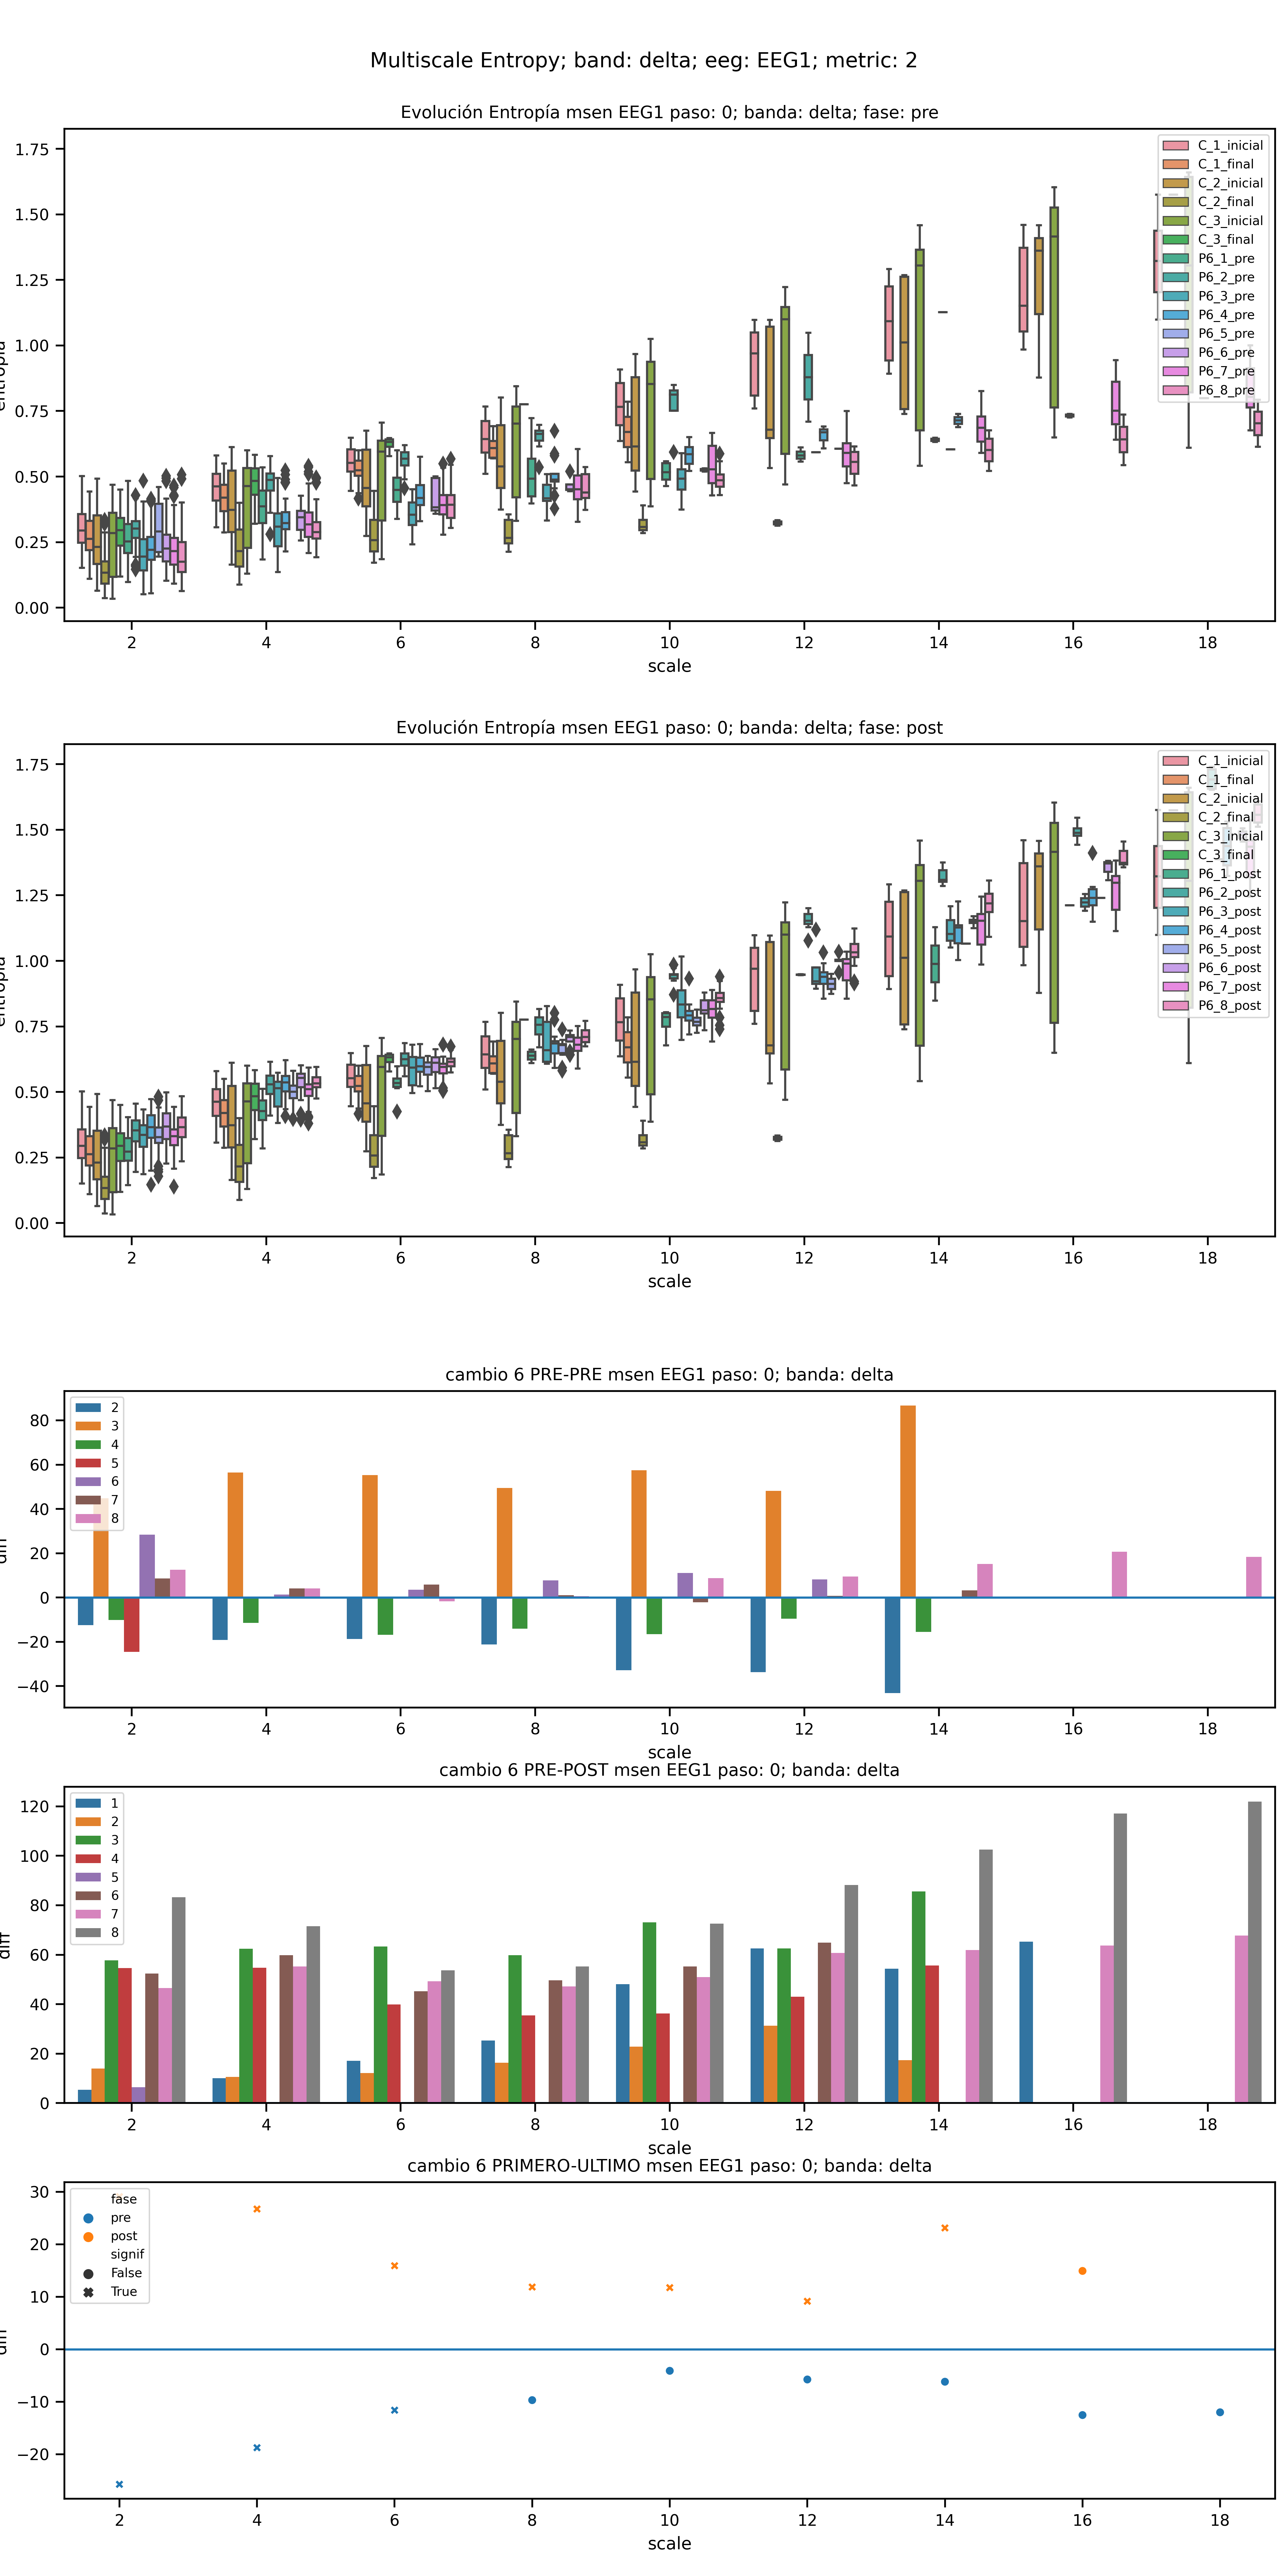 Multiscale Entropy; band: delta; eeg: EEG1; metric: 2
Evolución Entropía msen EEG1 paso: 0; banda: delta; fase: pre
1.75
1.50
1.25
1.00
0.75
0.50
0.25
0.00
C_1_inicial
C_1_final
C_2_inicial
C_2_final
C_3_inicial
C_3_final
P6_1_pre
P6_2_pre
P6_3_pre
P6_4_pre
P6_5_pre
P6_6_pre
P6_7_pre
P6_8_pre
2 4 6 8 10 12 14 16 18
scale
Evolución Entropía msen EEG1 paso: 0; banda: delta; fase: post
1.75
1.50
1.25
1.00
0.75
0.50
0.25
0.00
C_1_inicial
C_1_final
C_2_inicial
C_2_final
C_3_inicial
C_3_final
P6_1_post
P6_2_post
P6_3_post
P6_4_post
P6_5_post
P6_6_post
P6_7_post
P6_8_post
2 4 6 8 10 12 14 16 18
scale
cambio 6 PRE-PRE msen EEG1 paso: 0; banda: delta
80
60
40
20
0
−20
−40
2
3
4
5
6
7
8
2 4 6 8 10 12 14 16 18
scale
cambio 6 PRE-POST msen EEG1 paso: 0; banda: delta
diff
120
100
80
60
40
20
0
1
2
3
4
5
6
7
8
2 4 6 8 10 12 14 16 18
scale
cambio 6 PRIMERO-ULTIMO msen EEG1 paso: 0; banda: delta
30
20
10
0
−10
−20
fase
pre
post
signif
False
True
2 4 6 8 10 12 14 16 18
scale